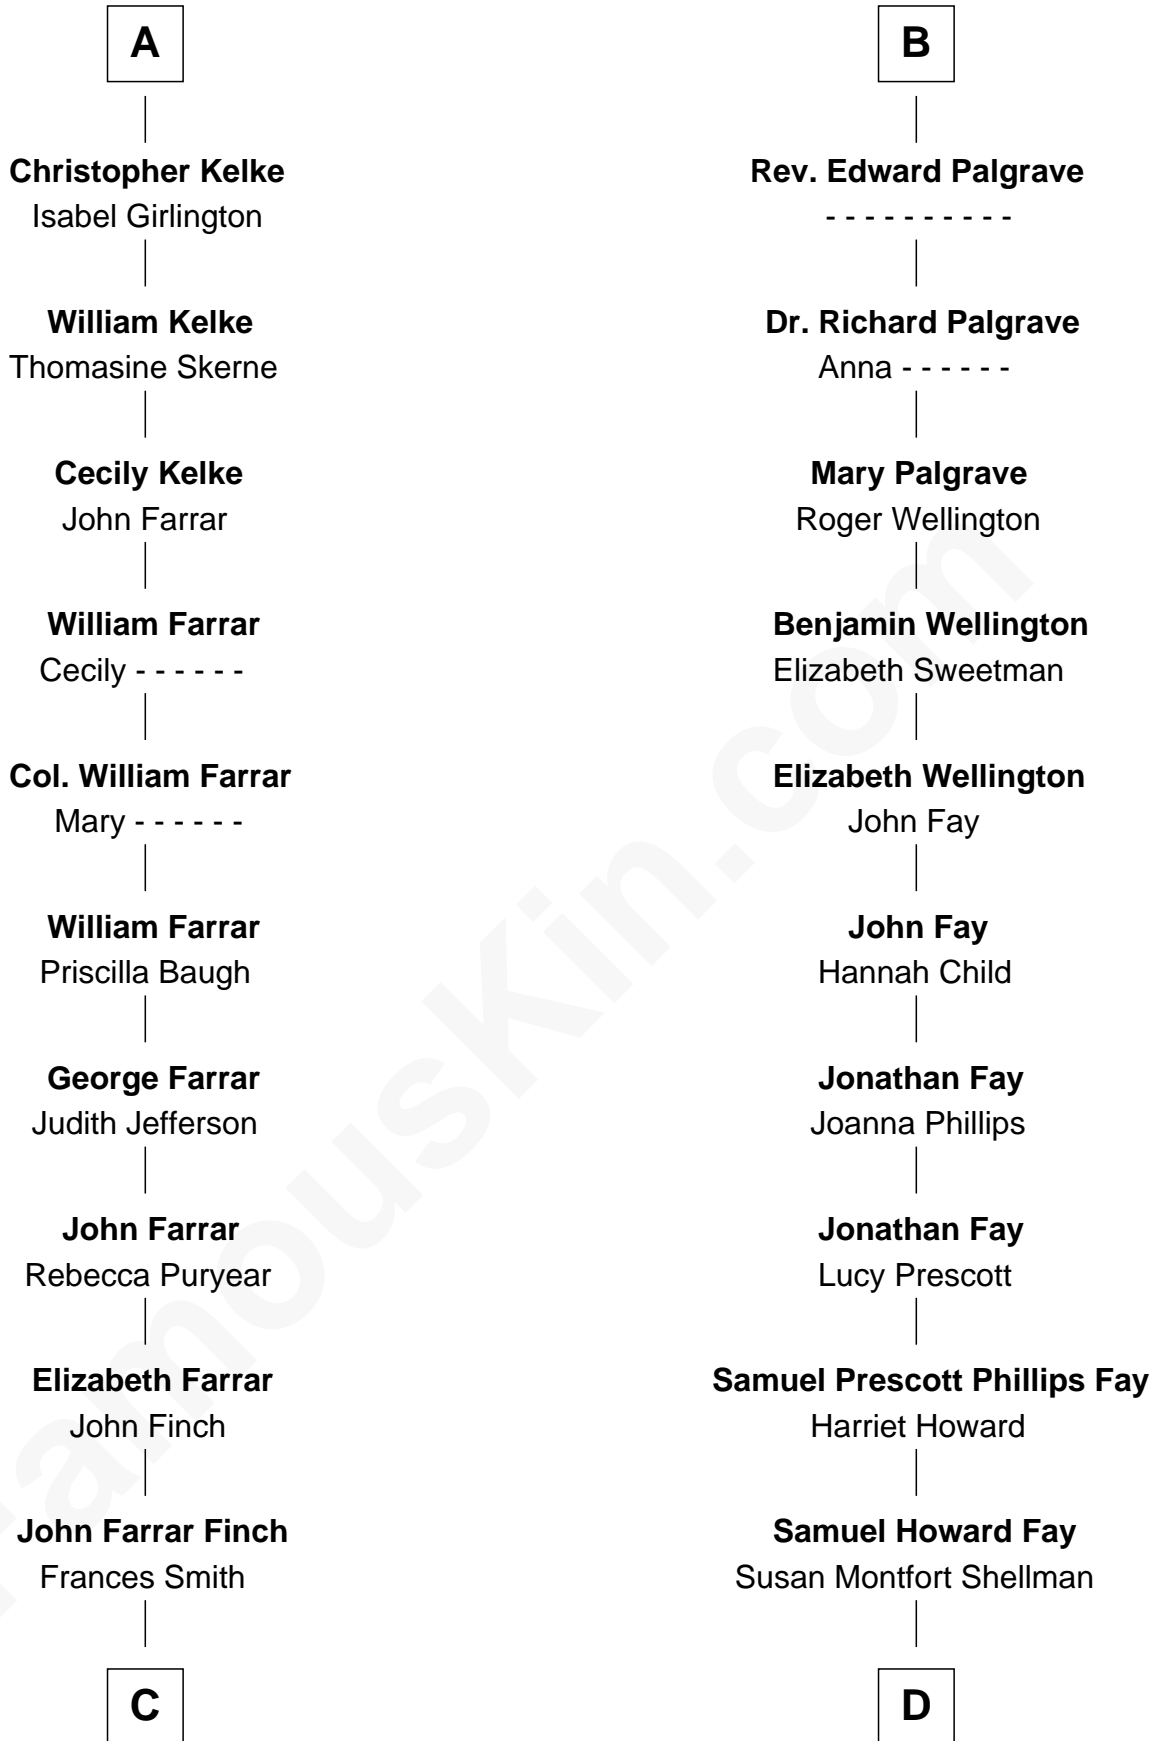 A
Christopher Kelke
Isabel Girlington
William Kelke
Thomasine Skerne
Cecily Kelke
John Farrar
William Farrar
Cecily - - - - - -
Col. William Farrar
Mary - - - - - -
William Farrar
Priscilla Baugh
George Farrar
Judith Jefferson
John Farrar
Rebecca Puryear
Elizabeth Farrar
John Finch
John Farrar Finch
Frances Smith
C
B
Rev. Edward Palgrave
- - - - - - - - - -
Dr. Richard Palgrave
Anna - - - - - -
Mary Palgrave
Roger Wellington
Benjamin Wellington
Elizabeth Sweetman
Elizabeth Wellington
John Fay
John Fay
Hannah Child
Jonathan Fay
Joanna Phillips
Jonathan Fay
Lucy Prescott
Samuel Prescott Phillips Fay
Harriet Howard
Samuel Howard Fay
Susan Montfort Shellman
D
FamousKin.com